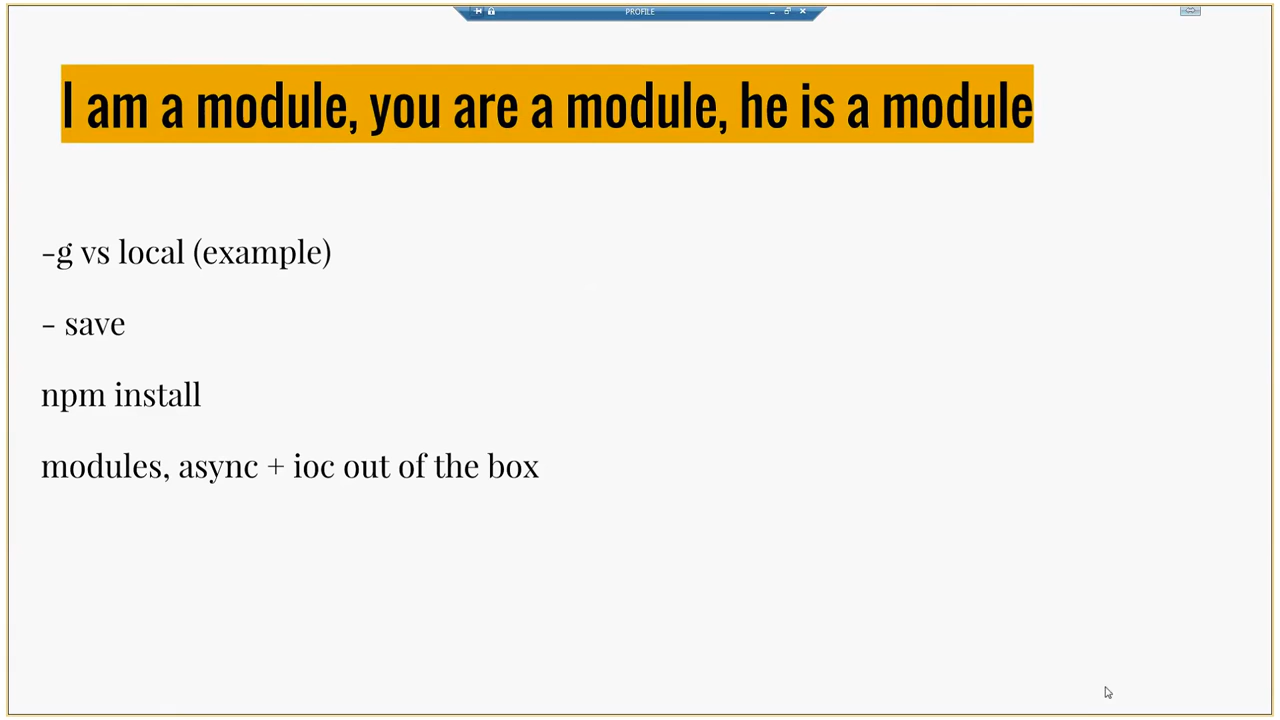 PROFILE
I am a module, you are a module, he is a module
-g vs local (example)
- save
npm install
modules, async + ioc out of the box